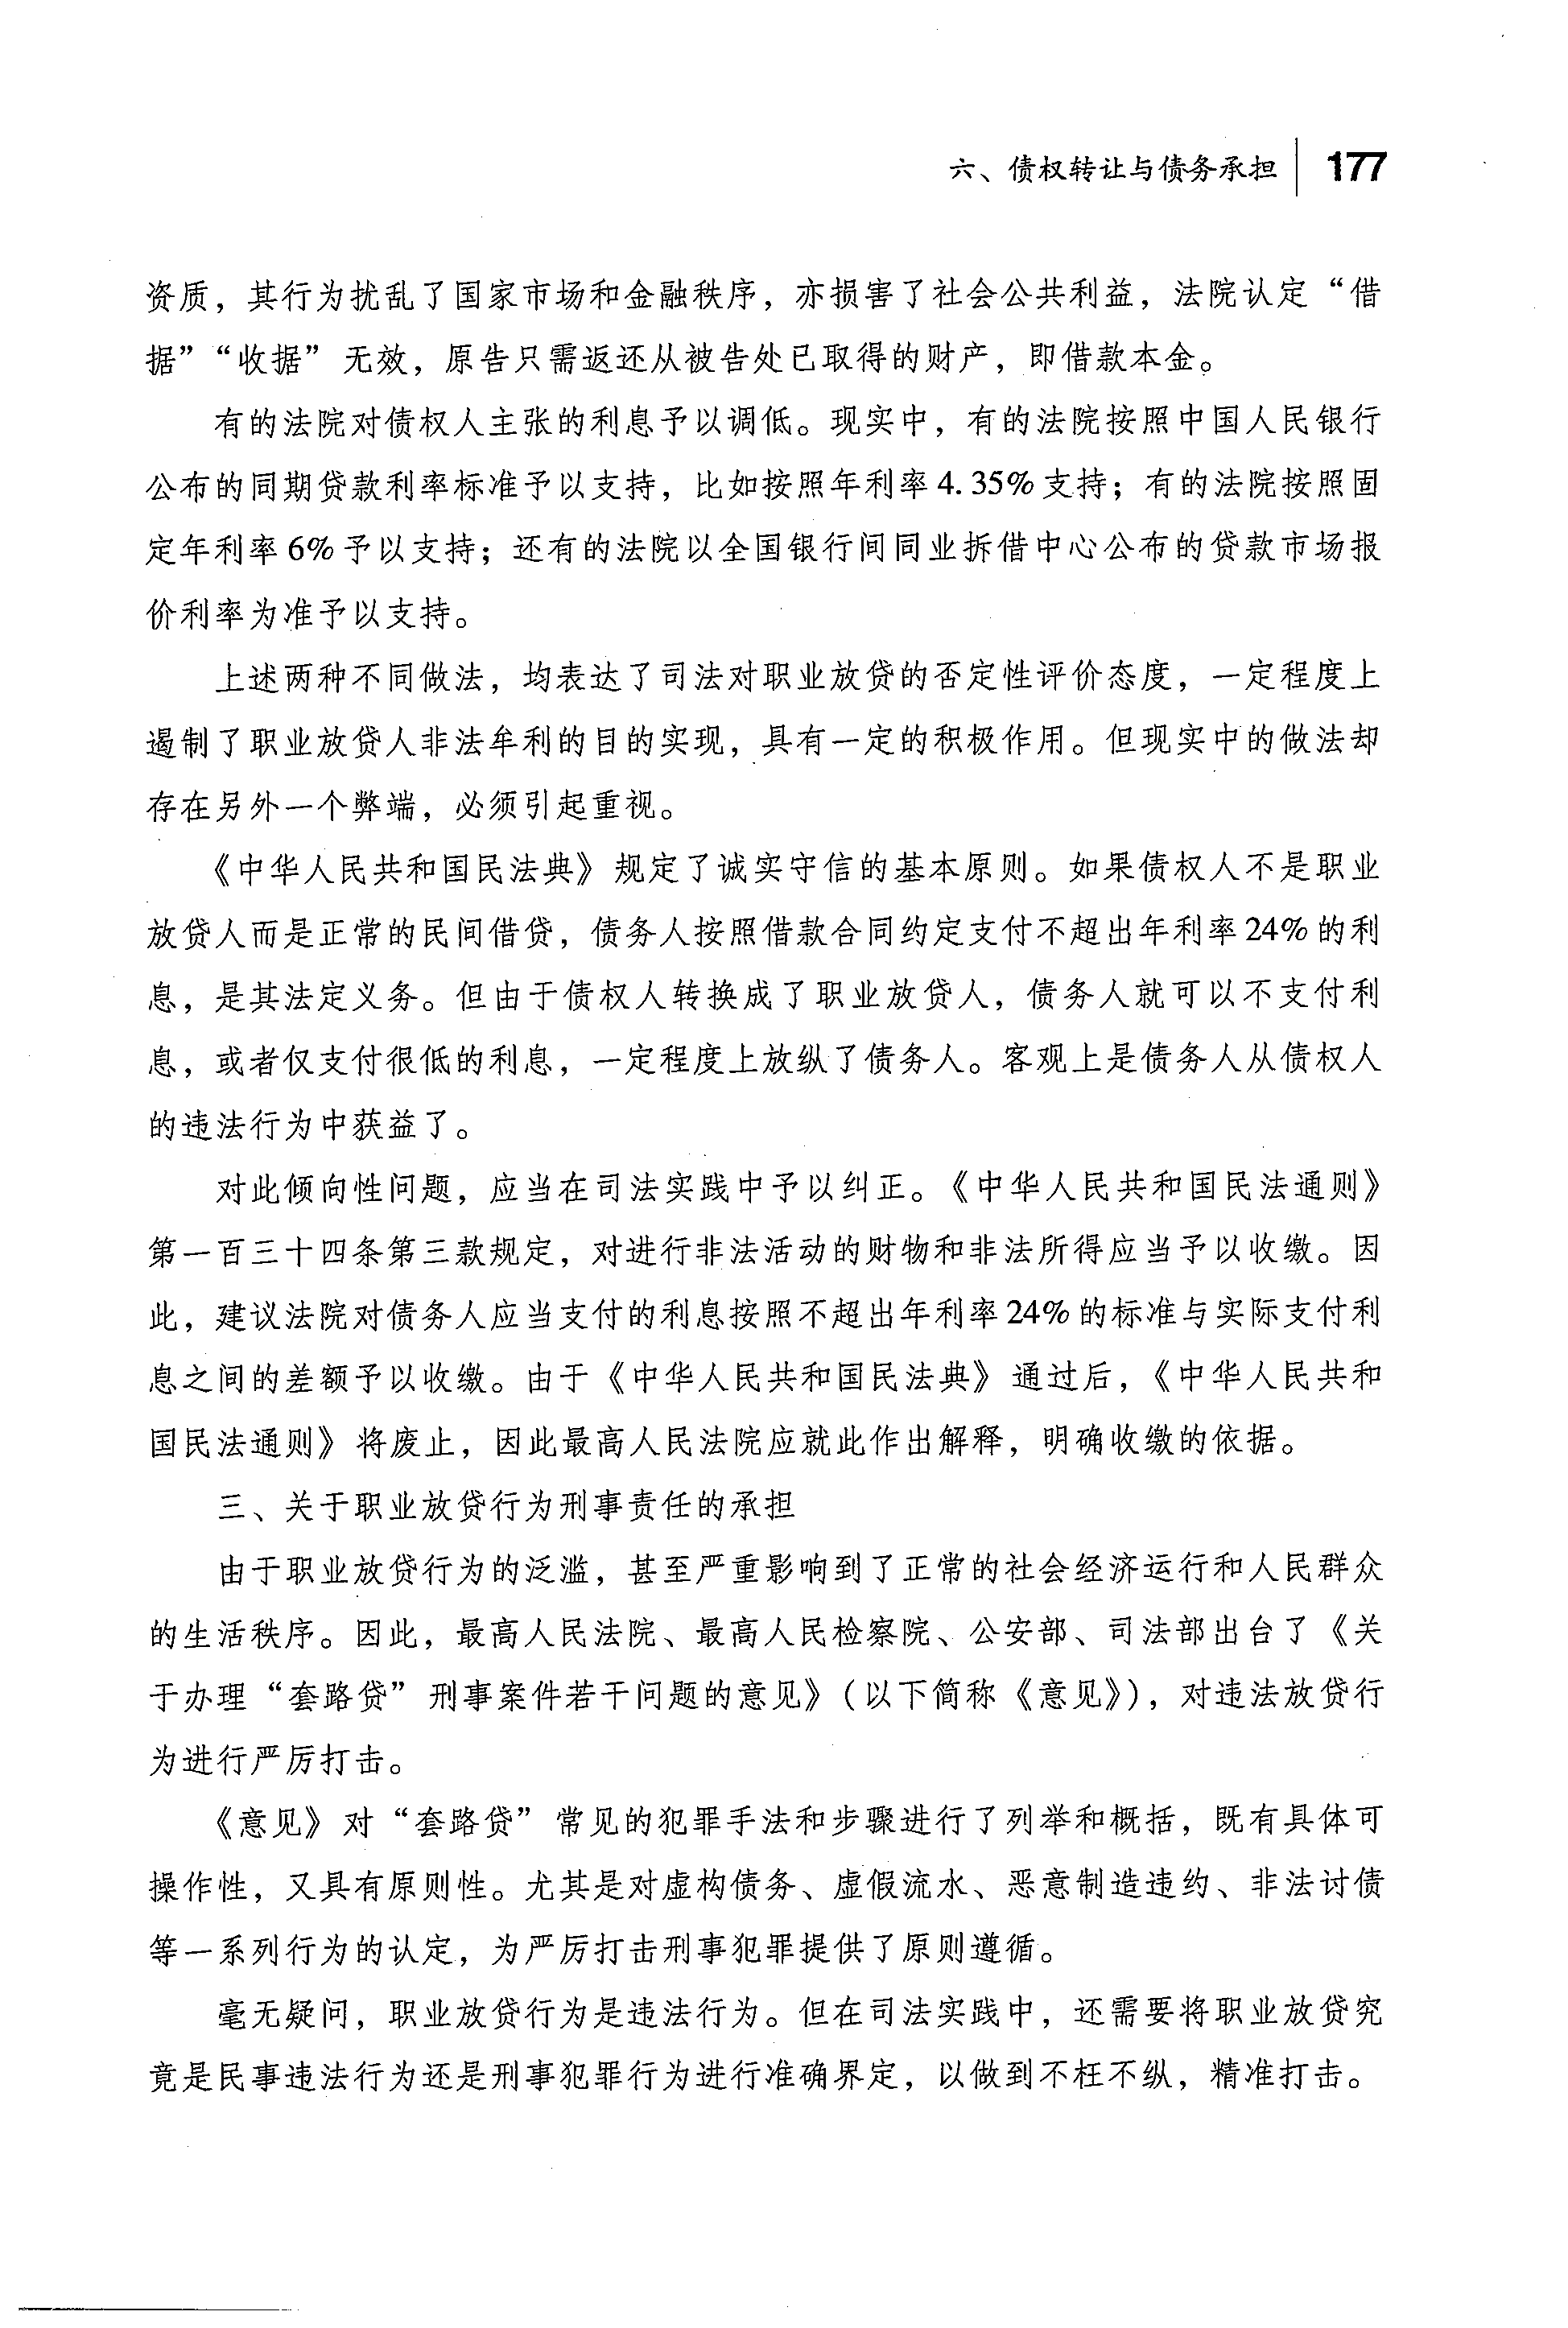 六、债权转让与债务承担 177
资质，其行为扰乱了国家市场和金融秩序，亦损害了社会公共利益，法院认定“借
据”“收据”无效，原告只需返还从被告处已取得的财产，即借款本金。
有的法院对债权人主张的利息予以调低。现实中，有的法院按照中国人民银行
公布的同期贷款利率标准予以支持，比如按照年利率4.35%支持；有的法院按照固
定年利率6%予以支持；还有的法院以全国银行间同业拆借中心公布的贷款市场报
价利率为准予以支持。
上述两种不同做法，均表达了司法对职业放贷的否定性评价态度，一定程度上
遏制了职业放贷人非法牟利的目的实现，具有一定的积极作用。但现实中的做法却
存在另外一个弊端，必须引起重视。
《中华人民共和国民法典》规定了诚实守信的基本原则。如果债权人不是职业
放贷人而是正常的民间借贷，债务人按照借款合同约定支付不超出年利率24%的利
息，是其法定义务。但由于债权人转换成了职业放贷人，债务人就可以不支付利
息，或者仅支付很低的利息，一定程度上放纵了债务人。客观上是债务人从债权人
的违法行为中获益了。
对此倾向性问题，应当在司法实践中予以纠正。《中华人民共和国民法通则》
第一百三十四条第三款规定，对进行非法活动的财物和非法所得应当予以收缴。因
此，建议法院对债务人应当支付的利息按照不超出年利率24%的标准与实际支付利
息之间的差额予以收缴。由于《中华人民共和国民法典》通过后，《中华人民共和
国民法通则》将废止，因此最高人民法院应就此作出解释，明确收缴的依据。
三、关于职业放贷行为刑事责任的承担
由于职业放贷行为的泛滥，甚至严重影响到了正常的社会经济运行和人民群众
的生活秩序。因此，最高人民法院、最高人民检察院、公安部、司法部出台了《关
于办理“套路贷”刑事案件若干问题的意见》（以下简称《意见》），对违法放贷行
为进行严厉打击。
《意见》对“套路贷”常见的犯罪手法和步骤进行了列举和概括，既有具体可
操作性，又具有原则性。尤其是对虚构债务、虚假流水、恶意制造违约、非法讨债
等一系列行为的认定，为严厉打击刑事犯罪提供了原则遵循。
毫无疑问，职业放贷行为是违法行为。但在司法实践中，还需要将职业放贷究
竟是民事违法行为还是刑事犯罪行为进行准确界定，以做到不枉不纵，精准打击。